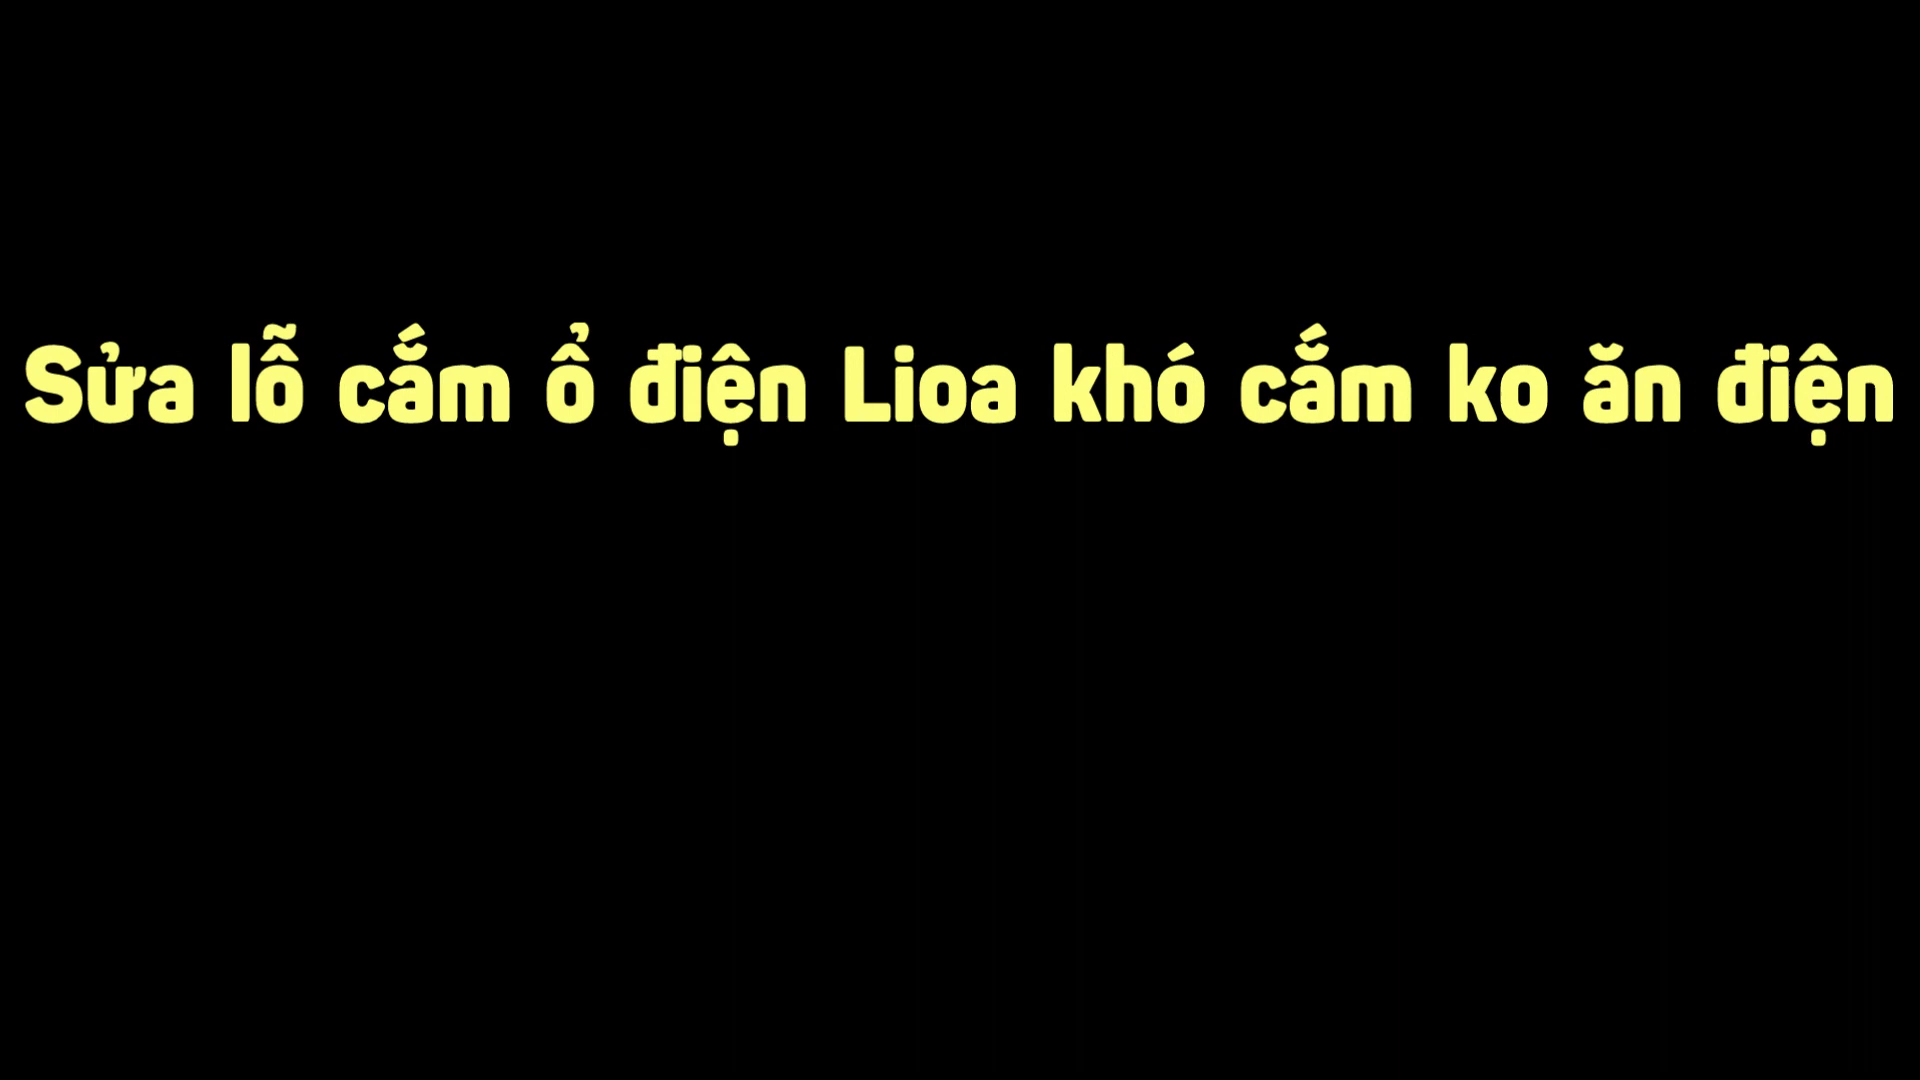 Sửa lỗ cắm ổ điện Lioa khó cắm ko ăn điện